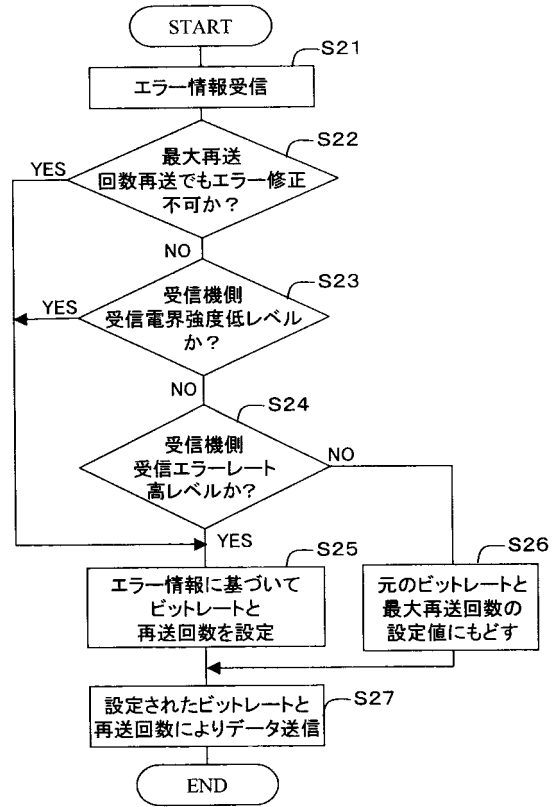 START
S21
エラー情報受信
S22
最大再送
回数再送でもエラー修正
不可か？
YES
NO
S23
受信機側
受信電界強度低レベル
か？
YES
NO
S24
受信機側
受信エラーレート
高レベルか？
NO
YES
S25
エラー情報に基づいて
ビットレートと
再送回数を設定
S26
元のビットレートと
最大再送回数の
設定値にもどす
S27
設定されたビットレートと
再送回数によりデータ送信
END